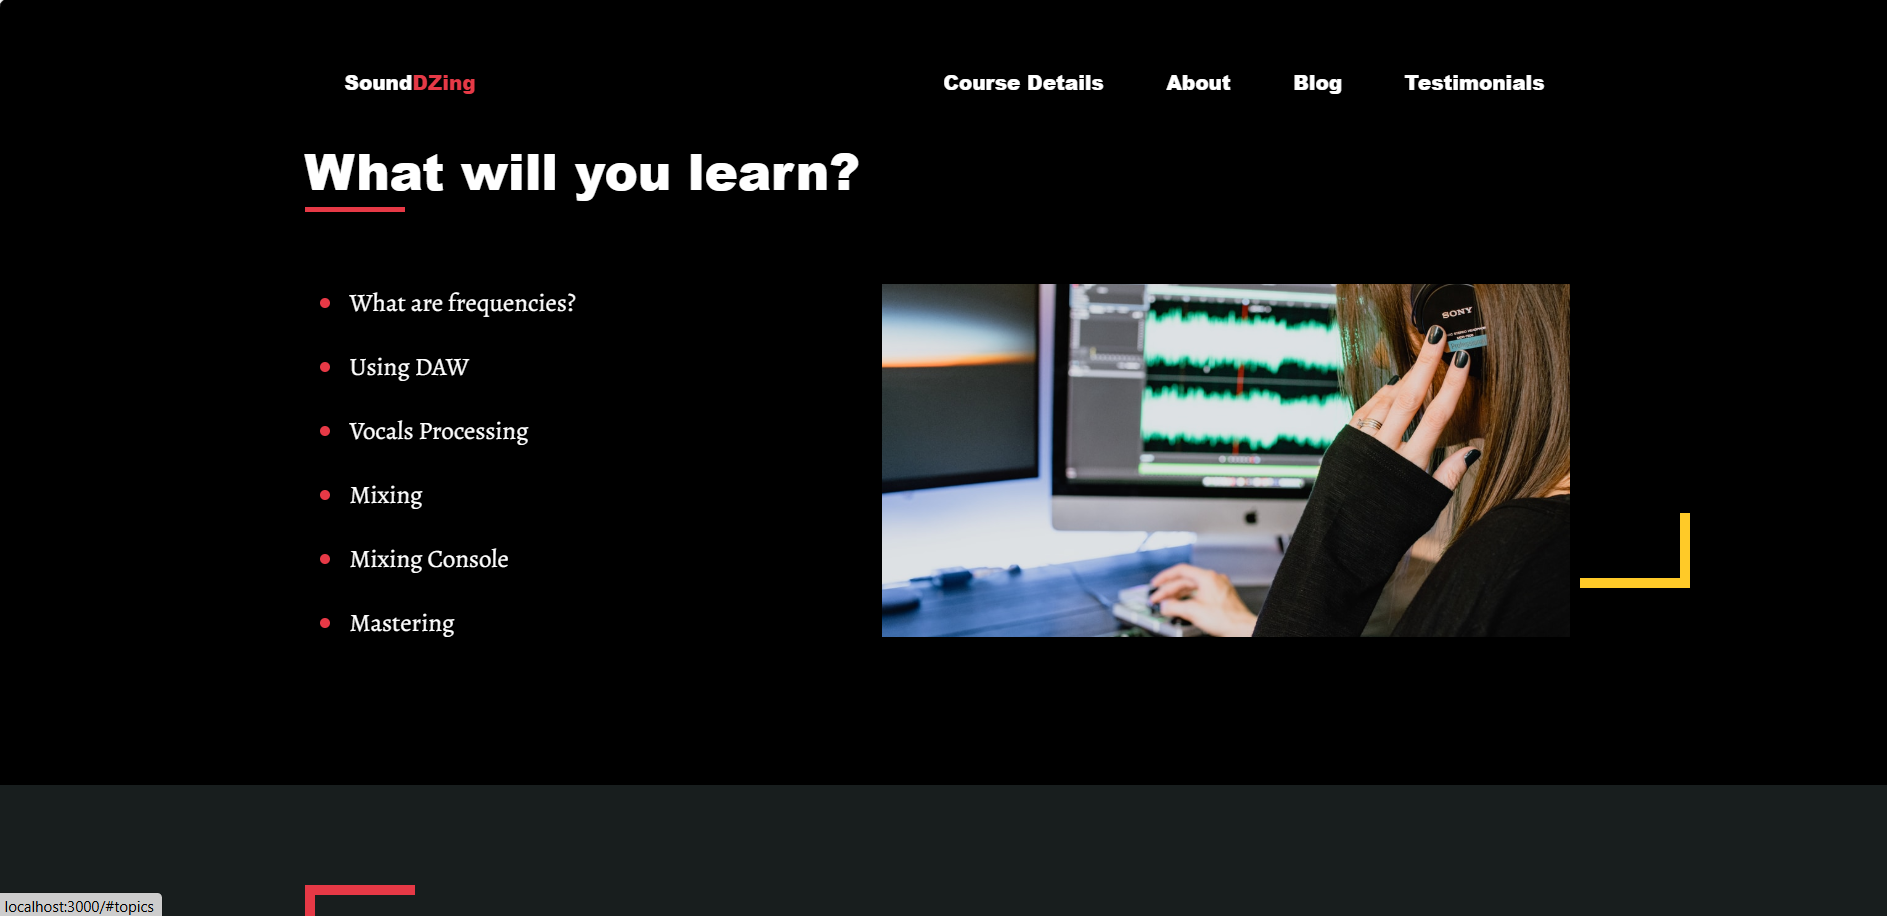 SoundDZing
Course Details
About
Blog
Testimonials
What will you learn?
What are frequencies?
Using DAW
Vocals Processing
Mixing
Mixing Console
Mastering
SONY
localhost:3000/#topics